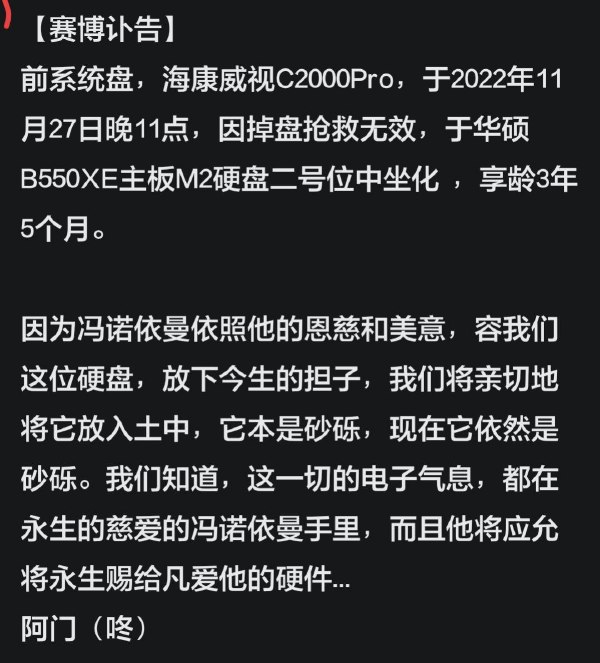 【赛博讣告】
前系统盘，海康威视C2000Pro，于2022年11
月27日晚11点，因掉盘抢救无效，于华硕
B550XE主板M2硬盘二号位中坐化 ，享龄3年
5个月。
因为冯诺依曼依照他的恩慈和美意，容我们
这位硬盘，放下今生的担子，我们将亲切地
将它放入土中，它本是砂砾，现在它依然是
砂砾。我们知道，这一切的电子气息，都在
永生的慈爱的冯诺依曼手里，而且他将应允
将永生赐给凡爱他的硬件...
阿门（咚）